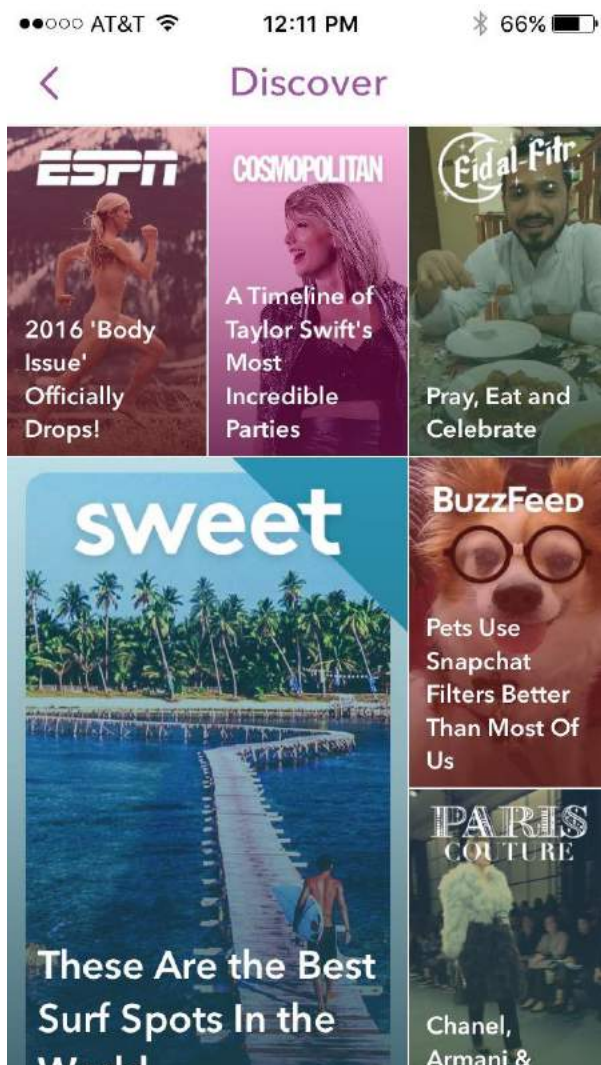 AT&T
12:11 PM
66%
Discover
ESPN
2016 'Body
Issue'
Officially
Drops!
COSMOPOLITAN
A Timeline of
Taylor Swift's
Most
Incredible
Parties
Eid al-Fitr
Pray, Eat and
Celebrate
sweet
These Are the Best
Surf Spots In the
World
BUZZFEED
Pets Use
Snapchat
Filters Better
Than Most Of
Us
PARIS
COUTURE
Chanel,
Armani &